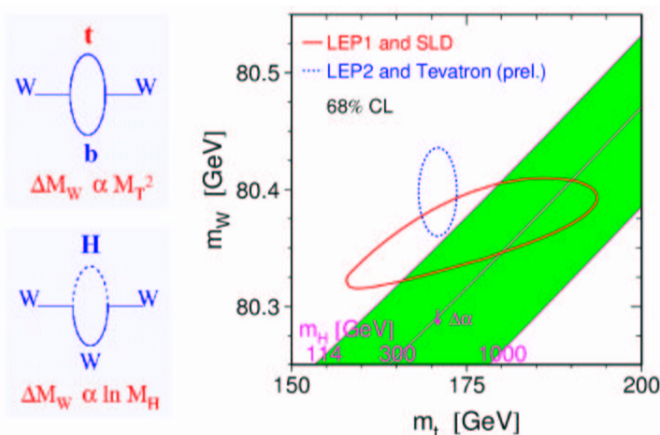 t
W W
b
ΔM_W α M_T²
H
W W
W
ΔM_W α ln M_H
LEP1 and SLD
LEP2 and Tevatron (prel.)
68% CL
m_W [GeV]
80.5
80.4
80.3
m_H [GeV]
114 300 1000
Δα
150 175 200
m_t [GeV]